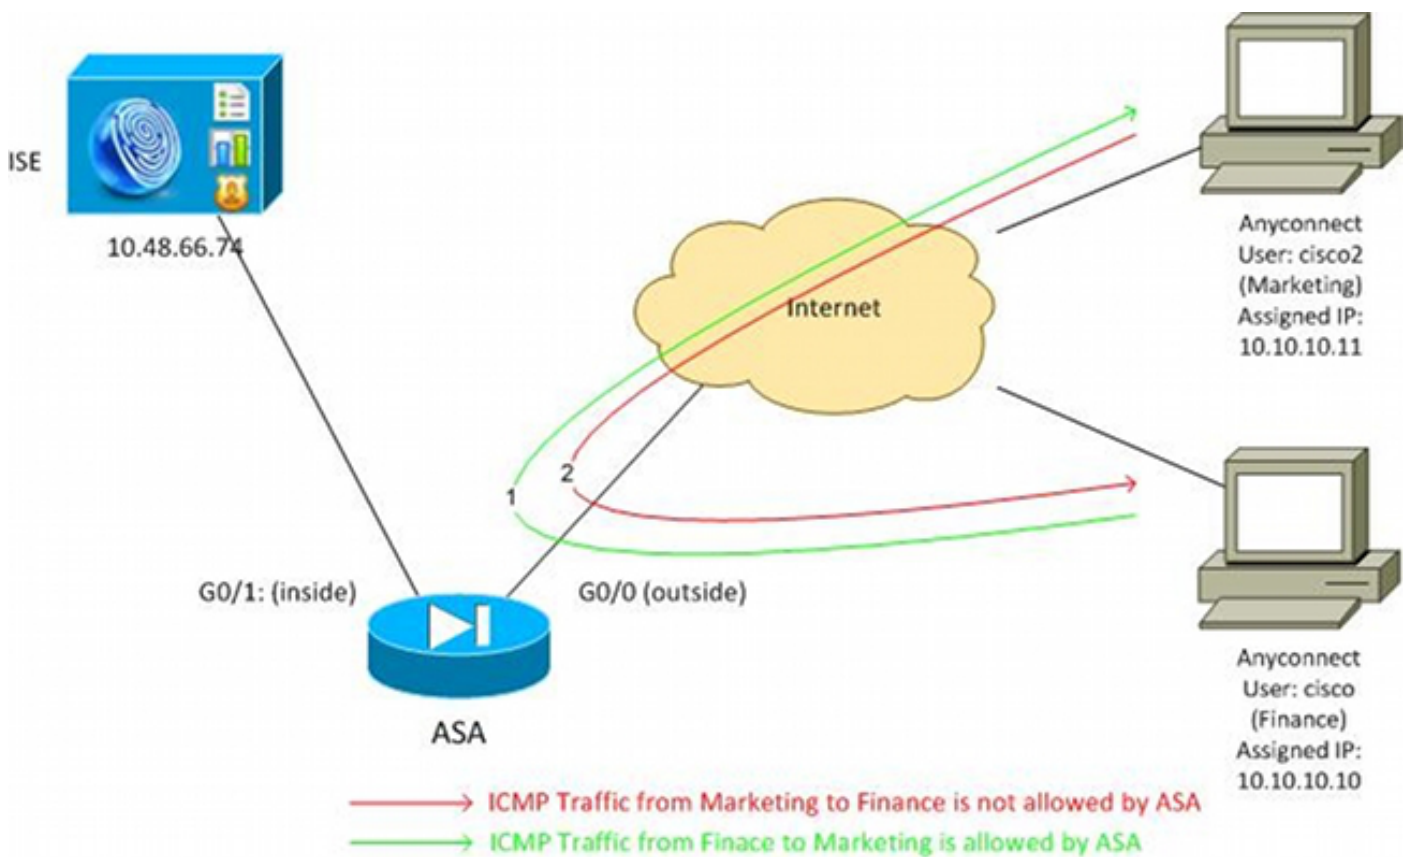 ISE
10.48.66.74
Internet
Anyconnect
User: cisco2
(Marketing)
Assigned IP:
10.10.10.11
1
2
G0/1: (inside)
G0/0 (outside)
ASA
Anyconnect
User: cisco
(Finance)
Assigned IP:
10.10.10.10
ICMP Traffic from Marketing to Finance is not allowed by ASA
ICMP Traffic from Finace to Marketing is allowed by ASA